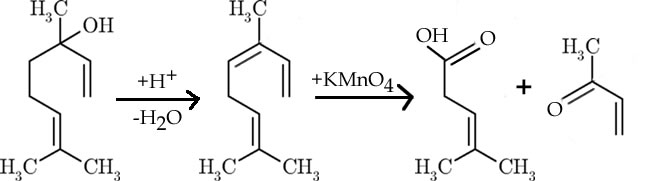 H₃C
OH
H₃C
CH₃
+H⁺
-H₂O
H₃C
H₃C
CH₃
+KMnO₄
OH
O
H₃C
CH₃
+
H₃C
O